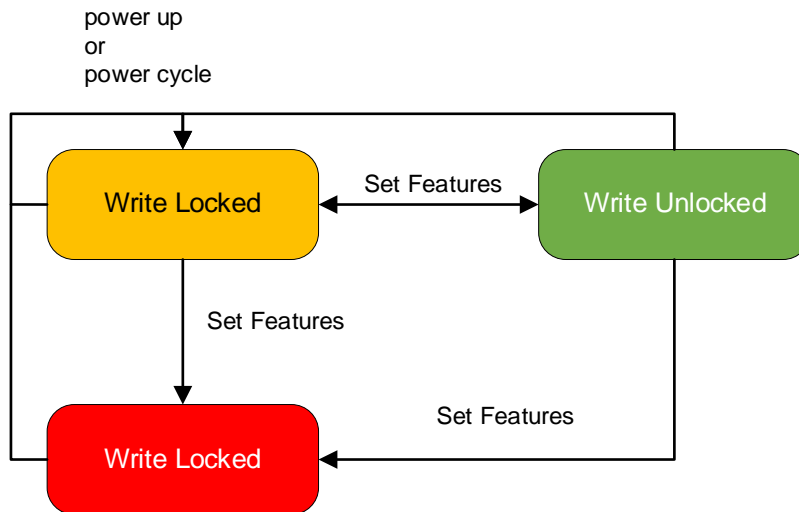 power up
or
power cycle
Write Locked
Set Features
Write Unlocked
Set Features
Set Features
Write Locked